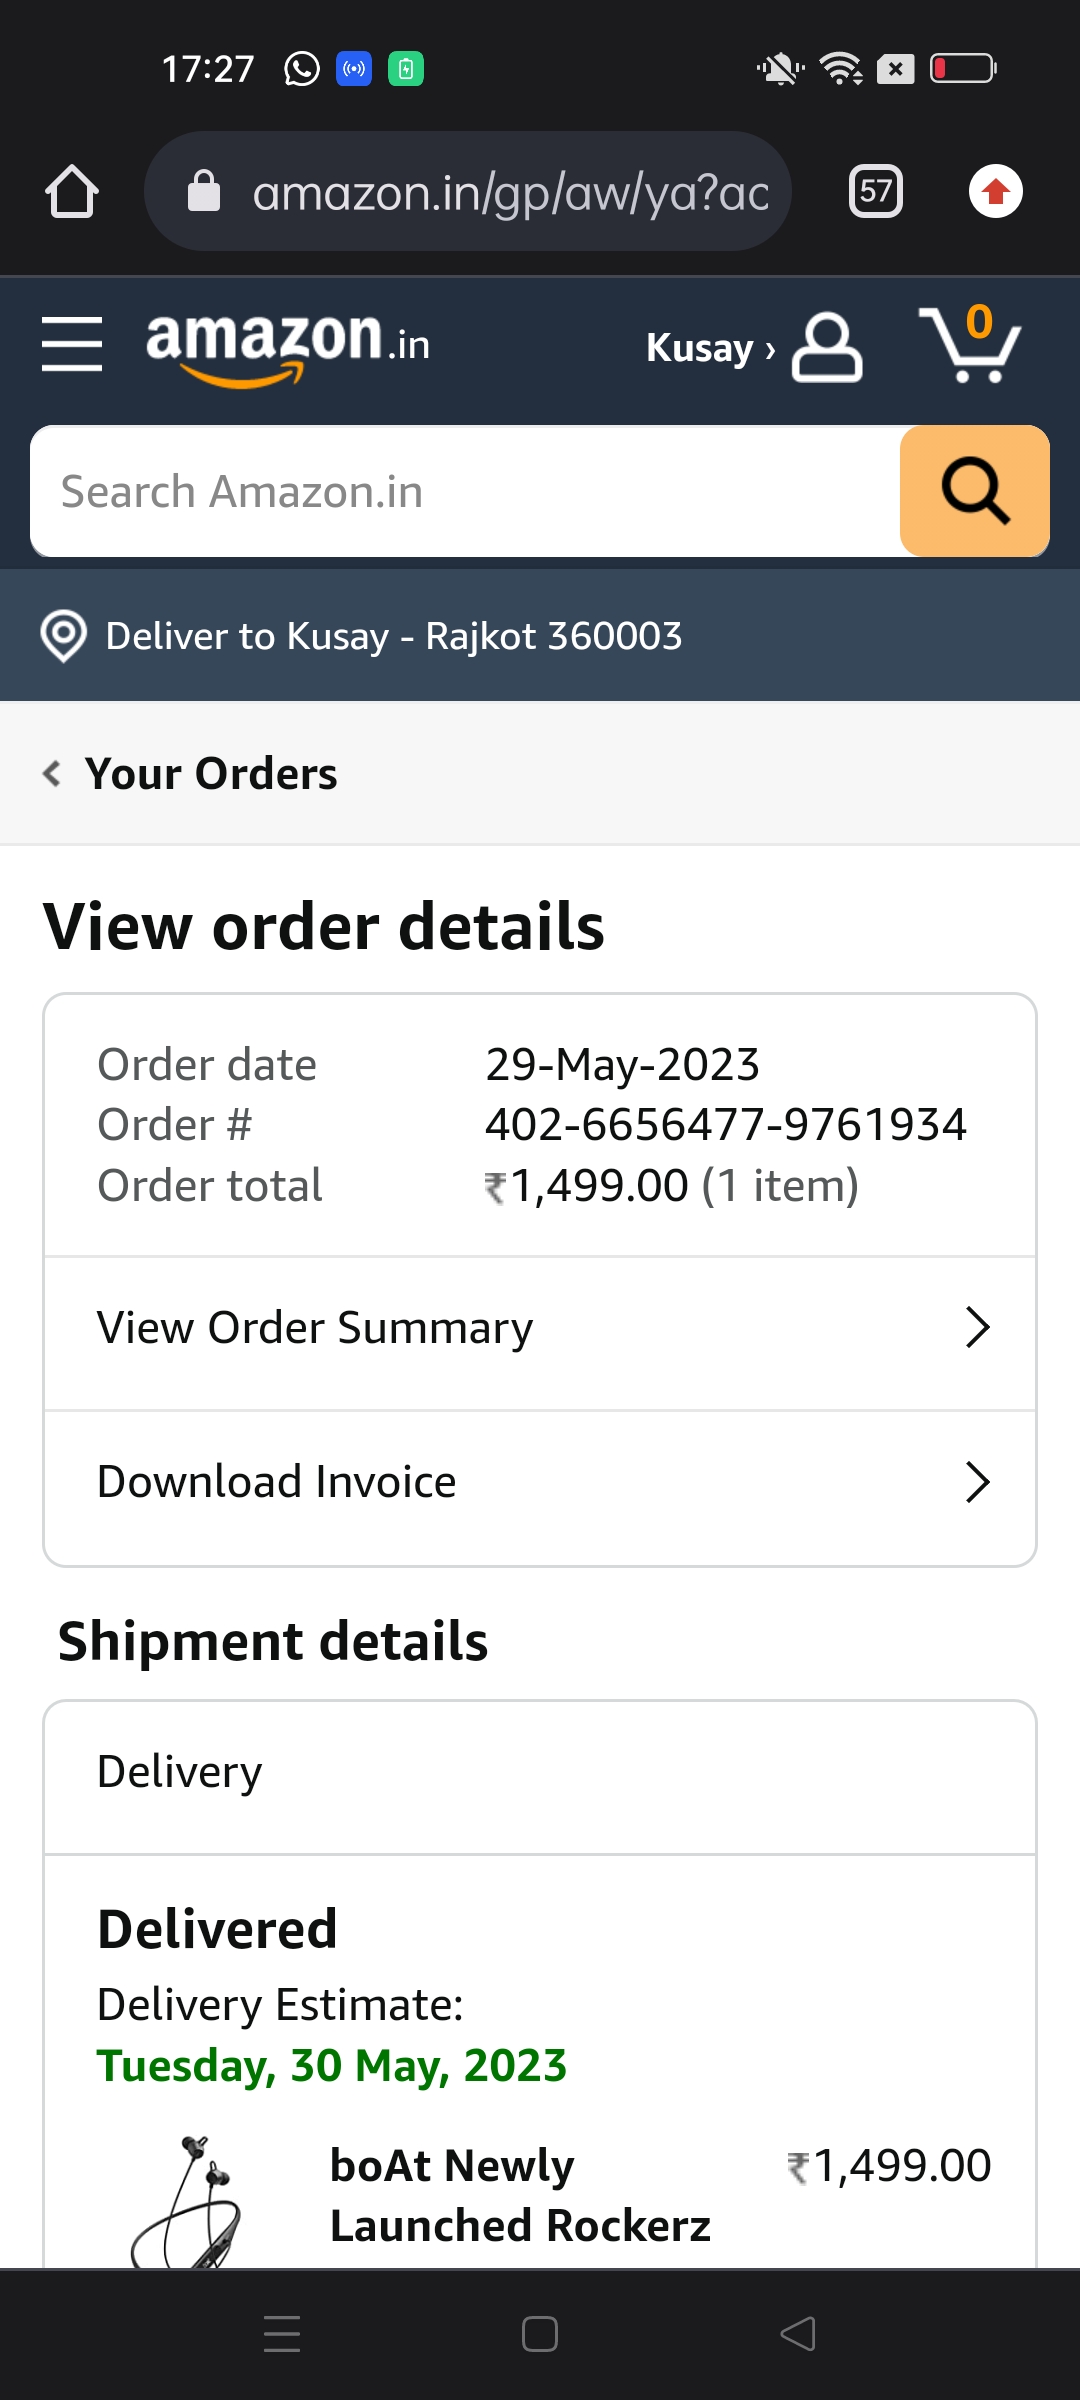 17:27
amazon.in/gp/aw/ya?ac
57
amazon.in
Kusay ›
0
Search Amazon.in
Deliver to Kusay - Rajkot 360003
Your Orders
View order details
Order date 29-May-2023
Order # 402-6656477-9761934
Order total ₹1,499.00 (1 item)
View Order Summary
Download Invoice
Shipment details
Delivery
Delivered
Delivery Estimate:
Tuesday, 30 May, 2023
boAt Newly ₹1,499.00
Launched Rockerz